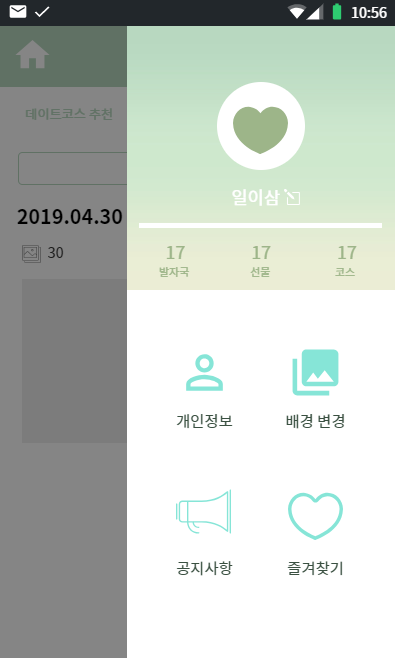 10:56
데이트코스 추천
2019.04.30
30
일이삼
17 17 17
발자국 선물 코스
개인정보 배경 변경
공지사항 즐겨찾기